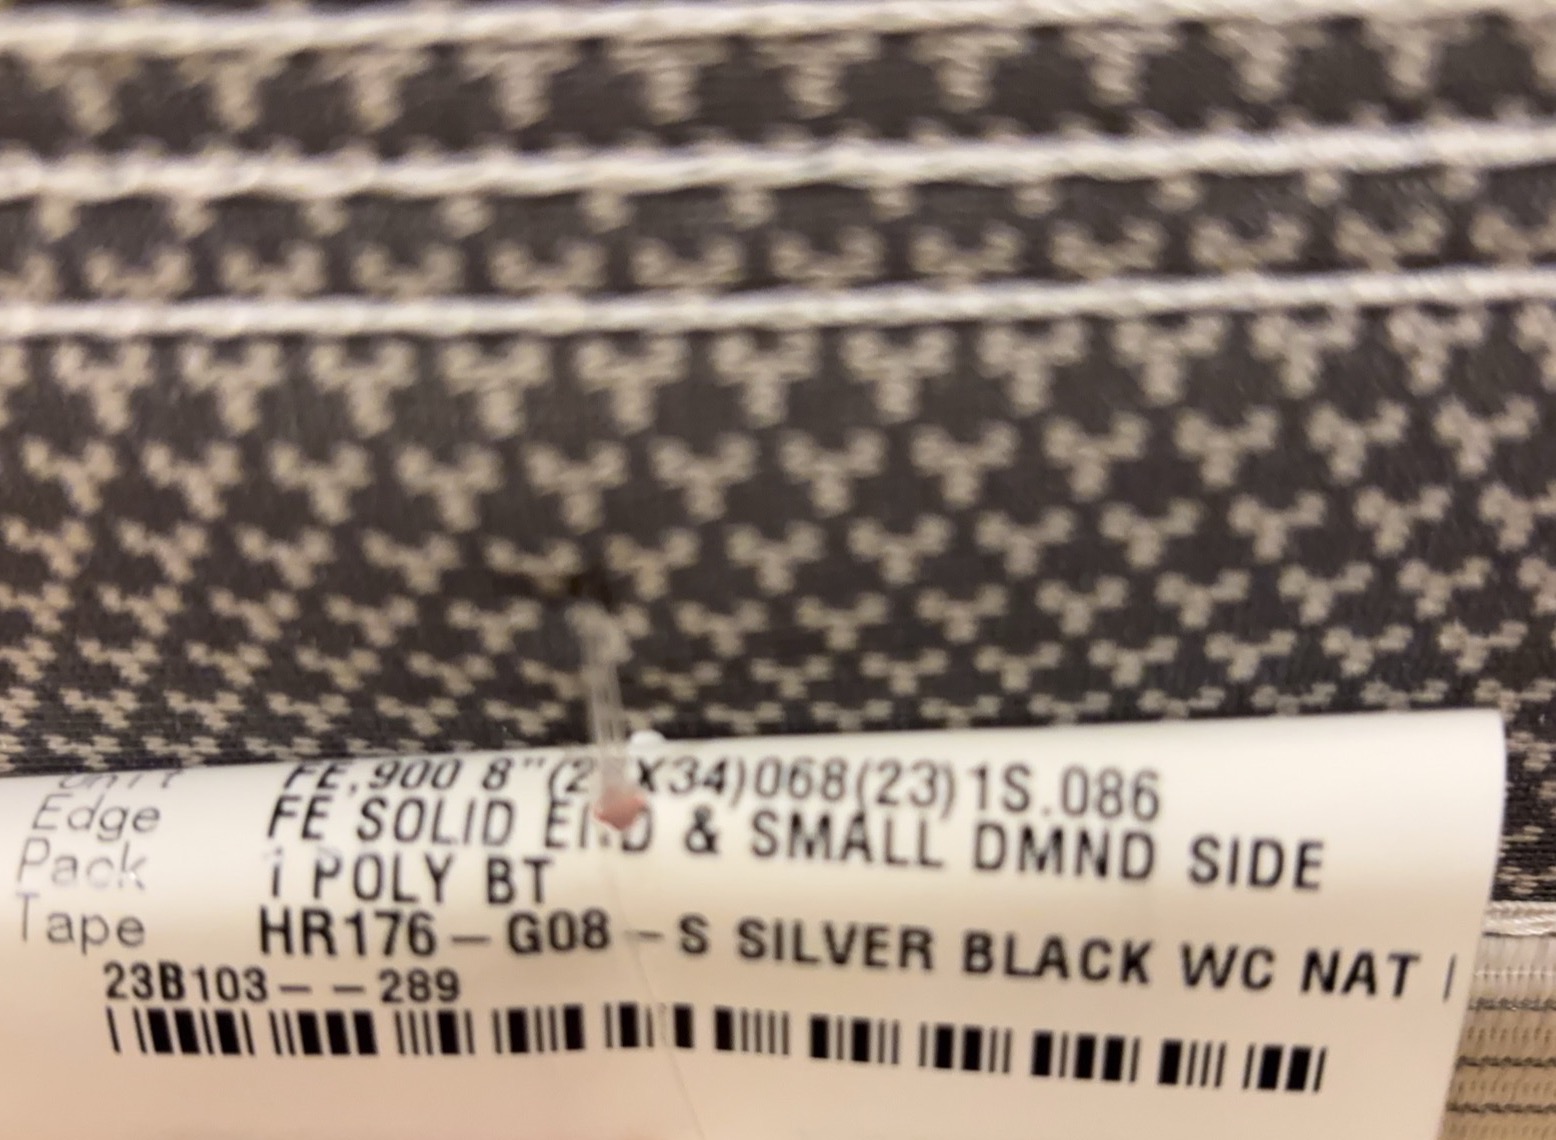 Edge FE SOLID END & SMALL DMND SIDE
Pack 1 POLY BT
Tape HR176-G08-S SILVER BLACK WC NAT
23B103--289
FE,900 8"(2 X34)068(23)1S.086